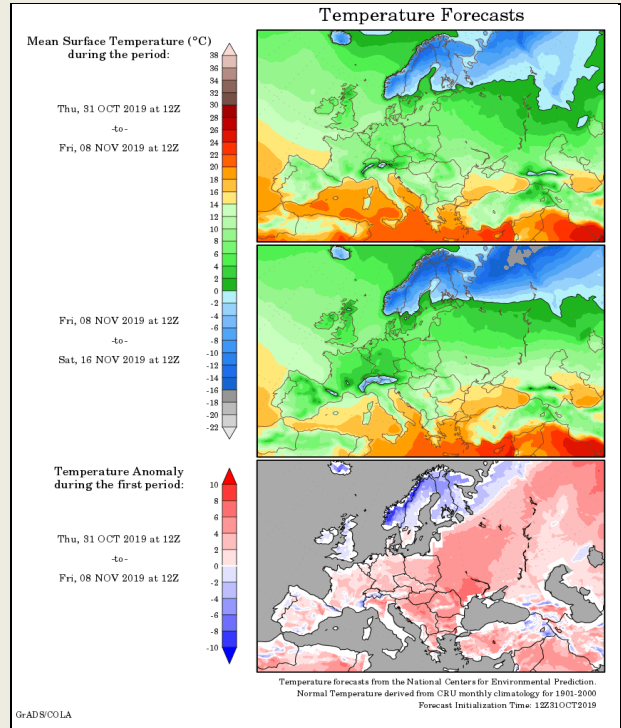 Temperature Forecasts
Mean Surface Temperature (°C)
during the period:
38
36
34
32
30
28
26
24
22
20
18
16
14
12
10
8
6
4
2
0
-2
-4
-6
-8
-10
-12
-14
-16
-18
-20
-22
Thu, 31 OCT 2019 at 12Z
-to-
Fri, 08 NOV 2019 at 12Z
Fri, 08 NOV 2019 at 12Z
-to-
Sat, 16 NOV 2019 at 12Z
Temperature Anomaly
during the first period:
10
8
6
4
2
0
-2
-4
-6
-8
-10
Thu, 31 OCT 2019 at 12Z
-to-
Fri, 08 NOV 2019 at 12Z
Temperature forecasts from the National Centers for Environmental Prediction.
Normal Temperature derived from CRU monthly climatology for 1901-2000
Forecast Initialization Time: 12Z31OCT2019
GrADS/COLA